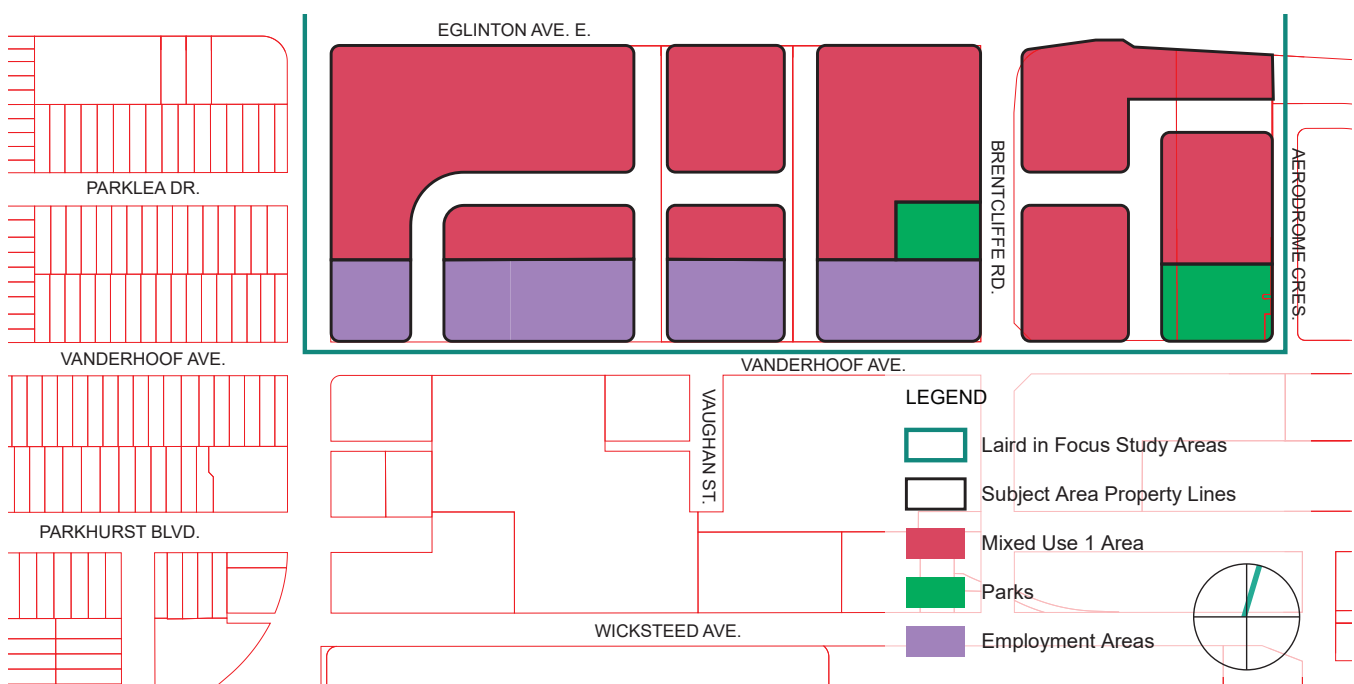 EGLINTON AVE. E.
PARKLEA DR.
BRENTCLIFFE RD.
AERODROME CRES.
VANDERHOOF AVE.
VANDERHOOF AVE.
VAUGHAN ST.
PARKHURST BLVD.
WICKSTEED AVE.
LEGEND
Laird in Focus Study Areas
Subject Area Property Lines
Mixed Use 1 Area
Parks
Employment Areas